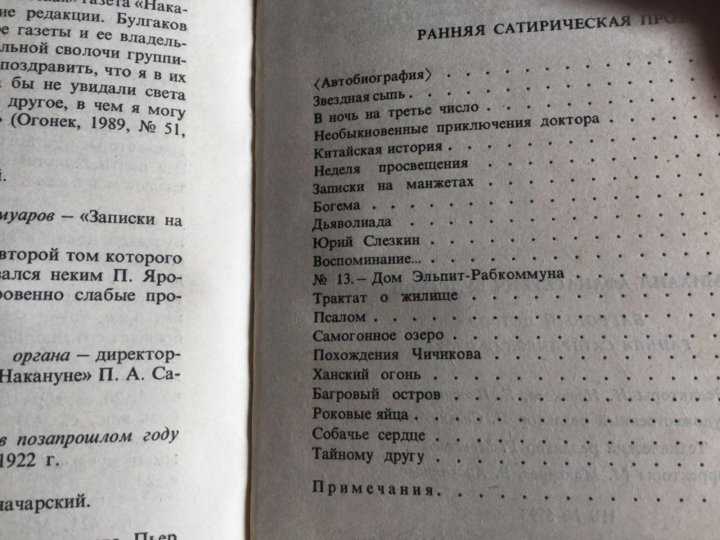 газета «Нака-
ие редакции. Булгаков
е газеты и ее владель-
альной сволочи группи-
поздравить, что я в их
бы не увидали света
другое, в чем я могу
» (Огонек, 1989, № 51,
муаров — «Записки на
второй том которого
вался неким П. Яро-
ровенно слабые про-
органа — директор-
Накануне» П. А. Са-
в позапрошлом году
1922 г.
начарский.
Пьер
РАННЯЯ САТИРИЧЕСКАЯ
〈Автобиография〉
Звездная сыпь
В ночь на третье число
Необыкновенные приключения доктора
Китайская история
Неделя просвещения
Записки на манжетах
Богема
Дьяволиада
Юрий Слезкин
Воспоминание...
№ 13. — Дом Эльпит-Рабкоммуна
Трактат о жилище
Псалом
Самогонное озеро
Похождения Чичикова
Ханский огонь
Багровый остров
Роковые яйца
Собачье сердце
Тайному другу
Примечания